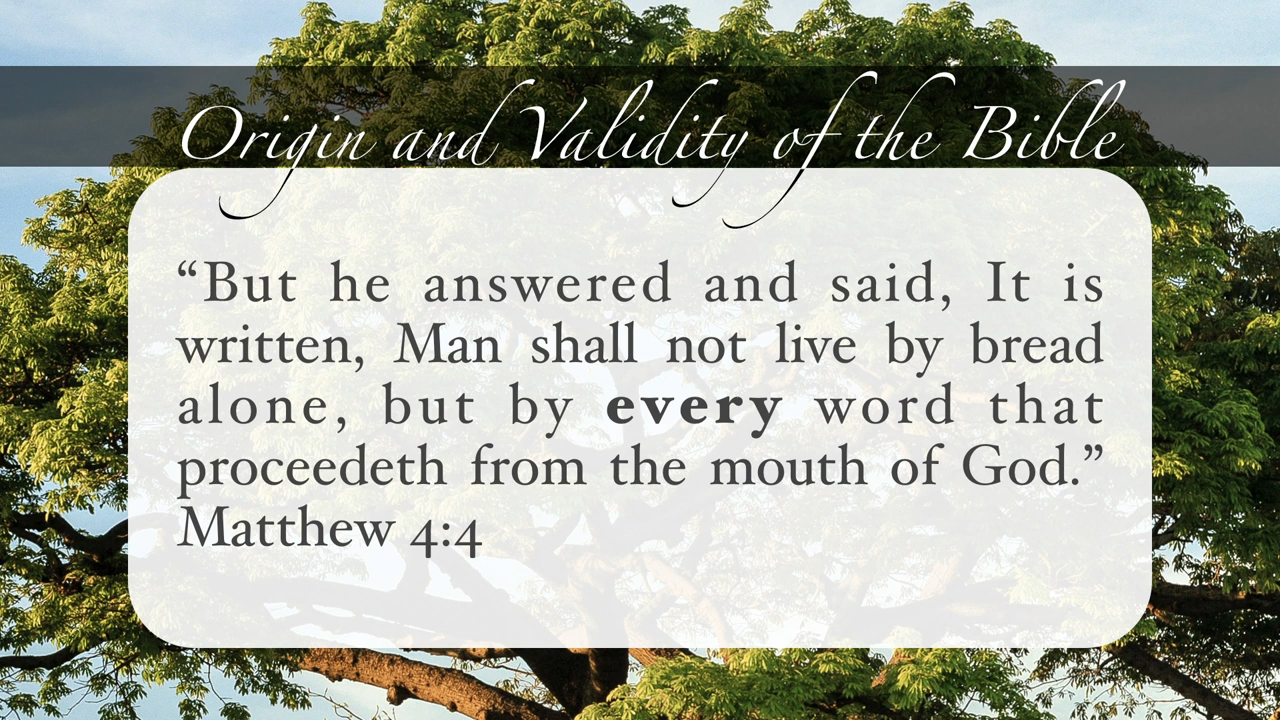 Origin and Validity of the Bible
“But he answered and said, It is
written, Man shall not live by bread
alone, but by every word that
proceedeth from the mouth of God.”
Matthew 4:4